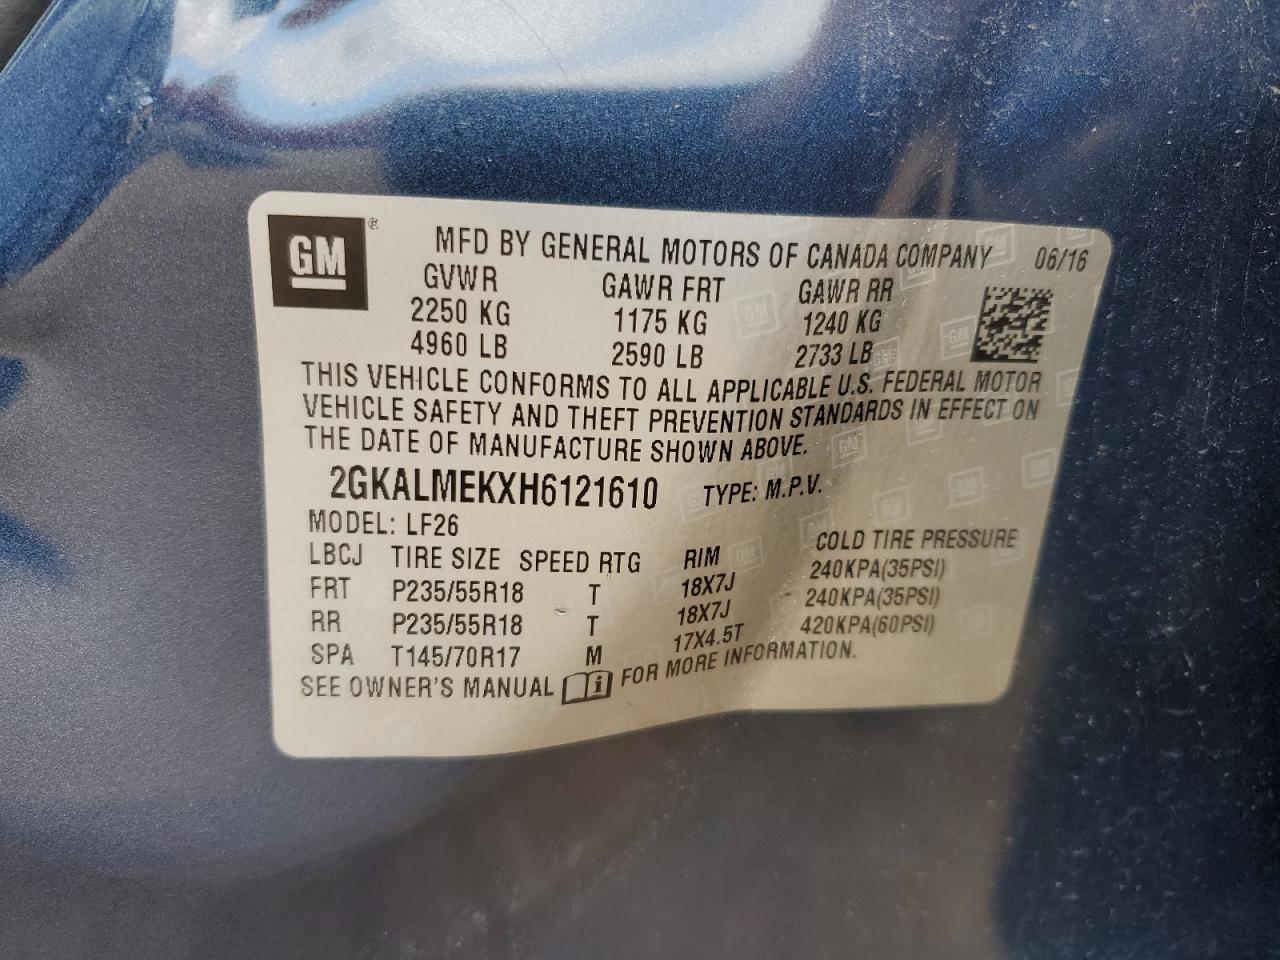 GM ® MFD BY GENERAL MOTORS OF CANADA COMPANY 06/16
GVWR GAWR FRT GAWR RR
2250 KG 1175 KG 1240 KG
4960 LB 2590 LB 2733 LB
THIS VEHICLE CONFORMS TO ALL APPLICABLE U.S. FEDERAL MOTOR
VEHICLE SAFETY AND THEFT PREVENTION STANDARDS IN EFFECT ON
THE DATE OF MANUFACTURE SHOWN ABOVE.
2GKALMEKXH6121610 TYPE: M.P.V.
MODEL: LF26
LBCJ TIRE SIZE SPEED RTG RIM COLD TIRE PRESSURE
FRT P235/55R18 T 18X7J 240KPA(35PSI)
RR P235/55R18 T 18X7J 240KPA(35PSI)
SPA T145/70R17 M 17X4.5T 420KPA(60PSI)
SEE OWNER'S MANUAL i FOR MORE INFORMATION.